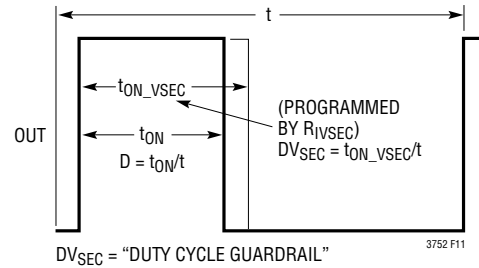 t
tON_VSEC
(PROGRAMMED
BY RIVSEC)
DVSEC = tON_VSEC/t
OUT
tON
D = tON/t
3752 F11
DVSEC = “DUTY CYCLE GUARDRAIL”